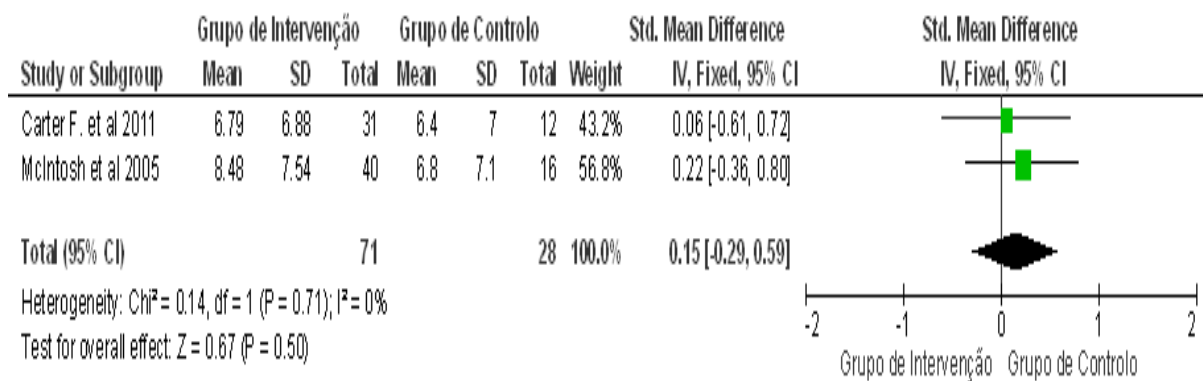 Grupo de Intervenção Grupo de Controlo Std. Mean Difference Std. Mean Difference
Study or Subgroup Mean SD Total Mean SD Total Weight IV, Fixed, 95% CI IV, Fixed, 95% CI
Carter F. et al 2011 6.79 6.88 31 6.4 7 12 43.2% 0.06 [-0.61, 0.72]
McIntosh et al 2005 8.48 7.54 40 6.8 7.1 16 56.8% 0.22 [-0.36, 0.80]
Total (95% CI) 71 28 100.0% 0.15 [-0.29, 0.59]
Heterogeneity: Chi² = 0.14, df = 1 (P = 0.71); I² = 0%
Test for overall effect: Z = 0.67 (P = 0.50)
-2 -1 0 1 2
Grupo de Intervenção Grupo de Controlo